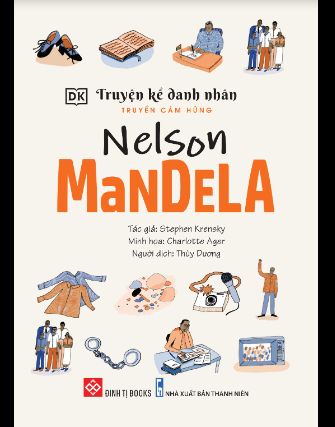 DK
Truyện kể danh nhân
TRUYỀN CẢM HỨNG
Nelson
MaNDELA
Tác giả: Stephen Krensky
Minh họa: Charlotte Ager
Người dịch: Thùy Dương
ĐINH TỊ BOOKS
NHÀ XUẤT BẢN THANH NIÊN